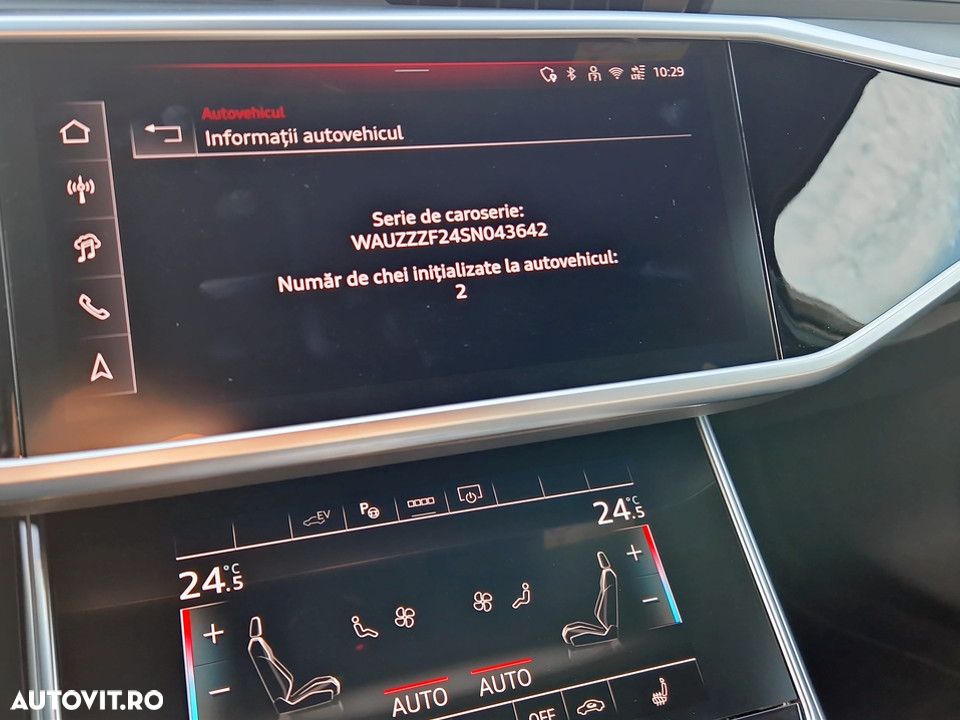 10:29
Autovehicul
Informații autovehicul
Serie de caroserie:
WAUZZZF24SN043642
Număr de chei inițializate la autovehicul:
2
EV
P
24.5 °C
24.5 °C
+
−
+
−
AUTO
AUTO
OFF
AUTOVIT.RO